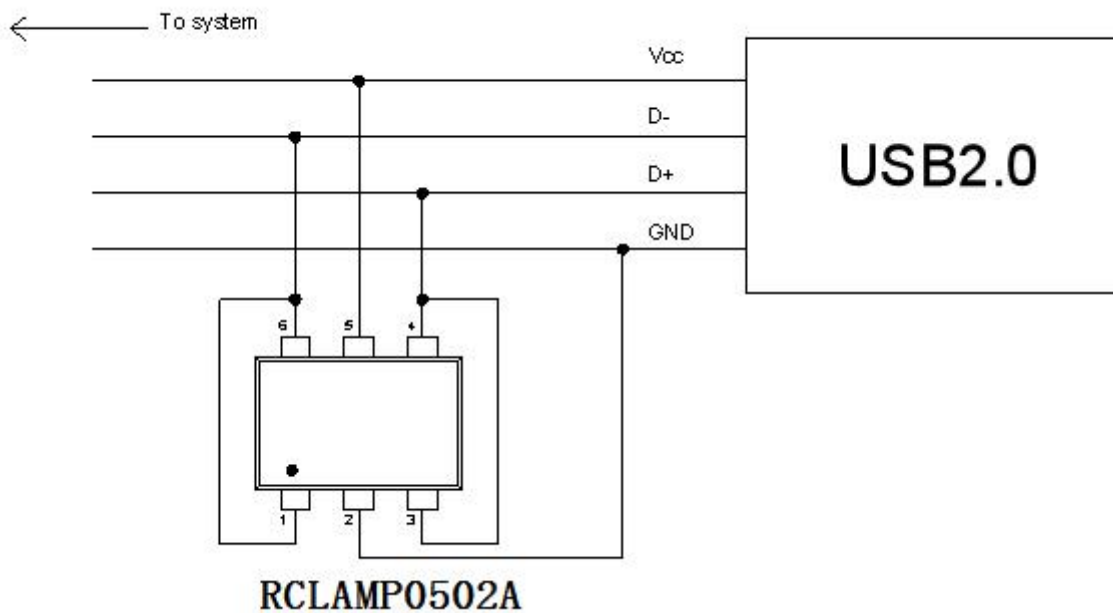 To system
Vcc
D-
D+
USB2.0
GND
6 5 4
1 2 3
RCLAMP0502A